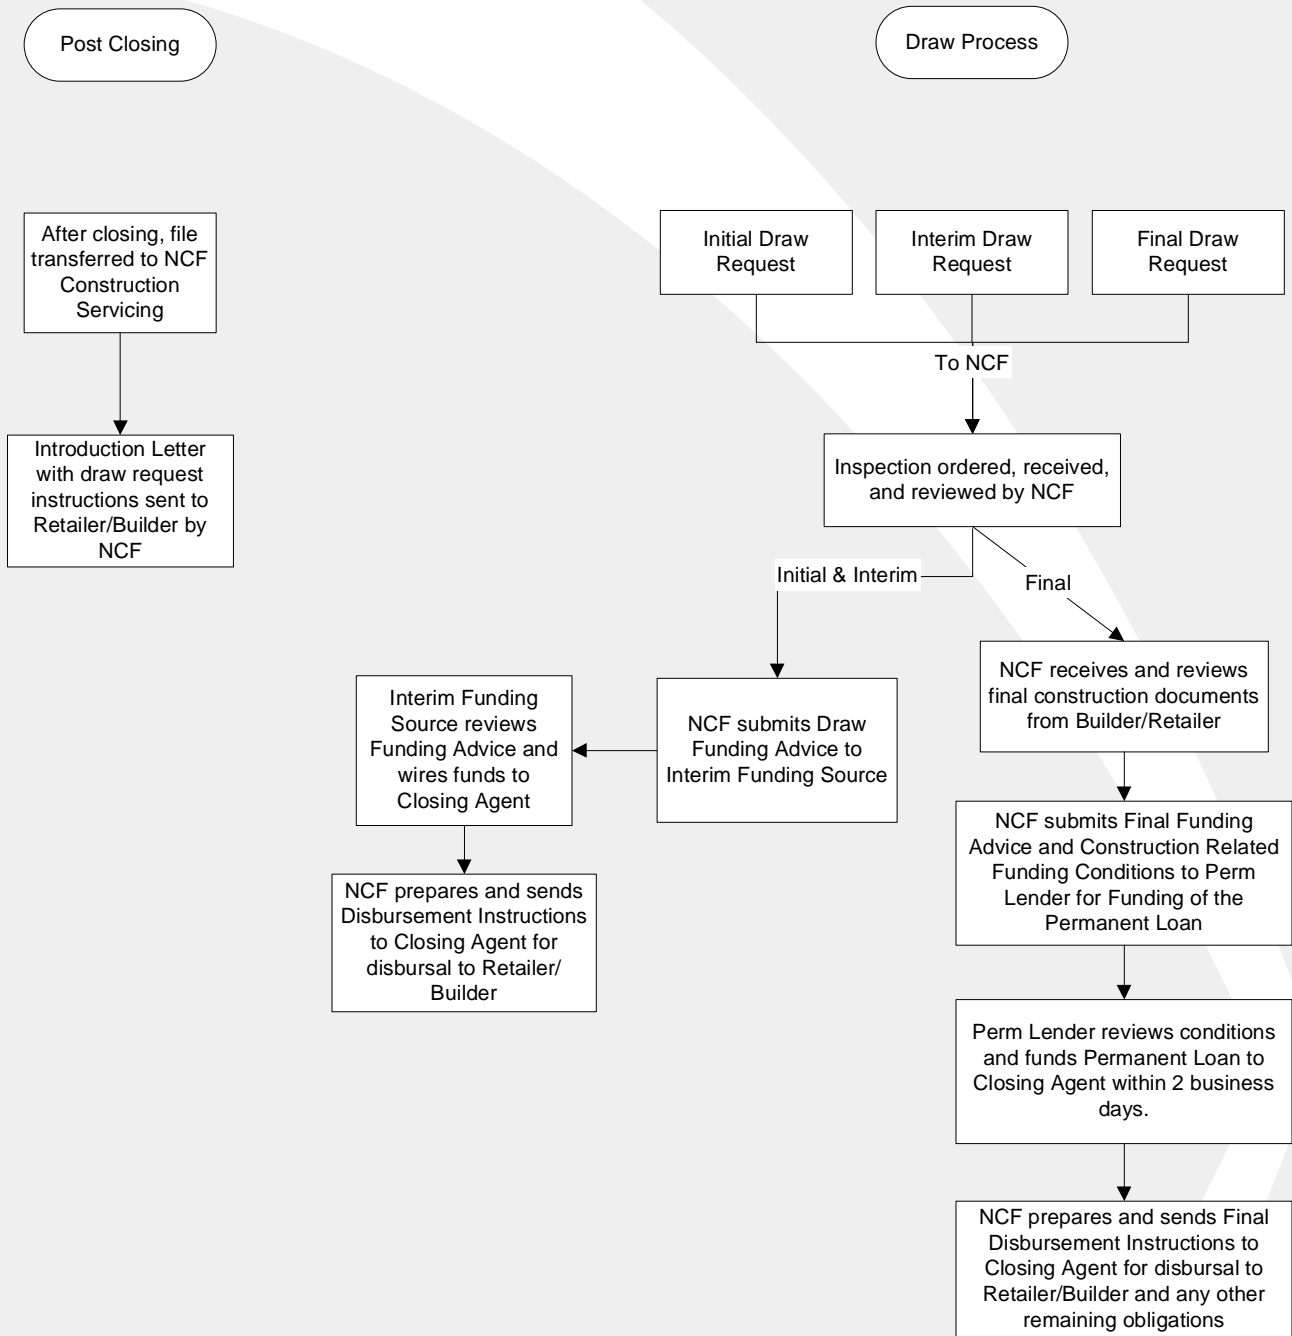 Post Closing
Draw Process
After closing, file
transferred to NCF
Construction
Servicing
Initial Draw
Request
Interim Draw
Request
Final Draw
Request
To NCF
Introduction Letter
with draw request
instructions sent to
Retailer/Builder by
NCF
Inspection ordered, received,
and reviewed by NCF
Initial & Interim
Final
Interim Funding
Source reviews
Funding Advice and
wires funds to
Closing Agent
NCF submits Draw
Funding Advice to
Interim Funding Source
NCF receives and reviews
final construction documents
from Builder/Retailer
NCF prepares and sends
Disbursement Instructions
to Closing Agent for
disbursal to Retailer/
Builder
NCF submits Final Funding
Advice and Construction Related
Funding Conditions to Perm
Lender for Funding of the
Permanent Loan
Perm Lender reviews conditions
and funds Permanent Loan to
Closing Agent within 2 business
days.
NCF prepares and sends Final
Disbursement Instructions to
Closing Agent for disbursal to
Retailer/Builder and any other
remaining obligations